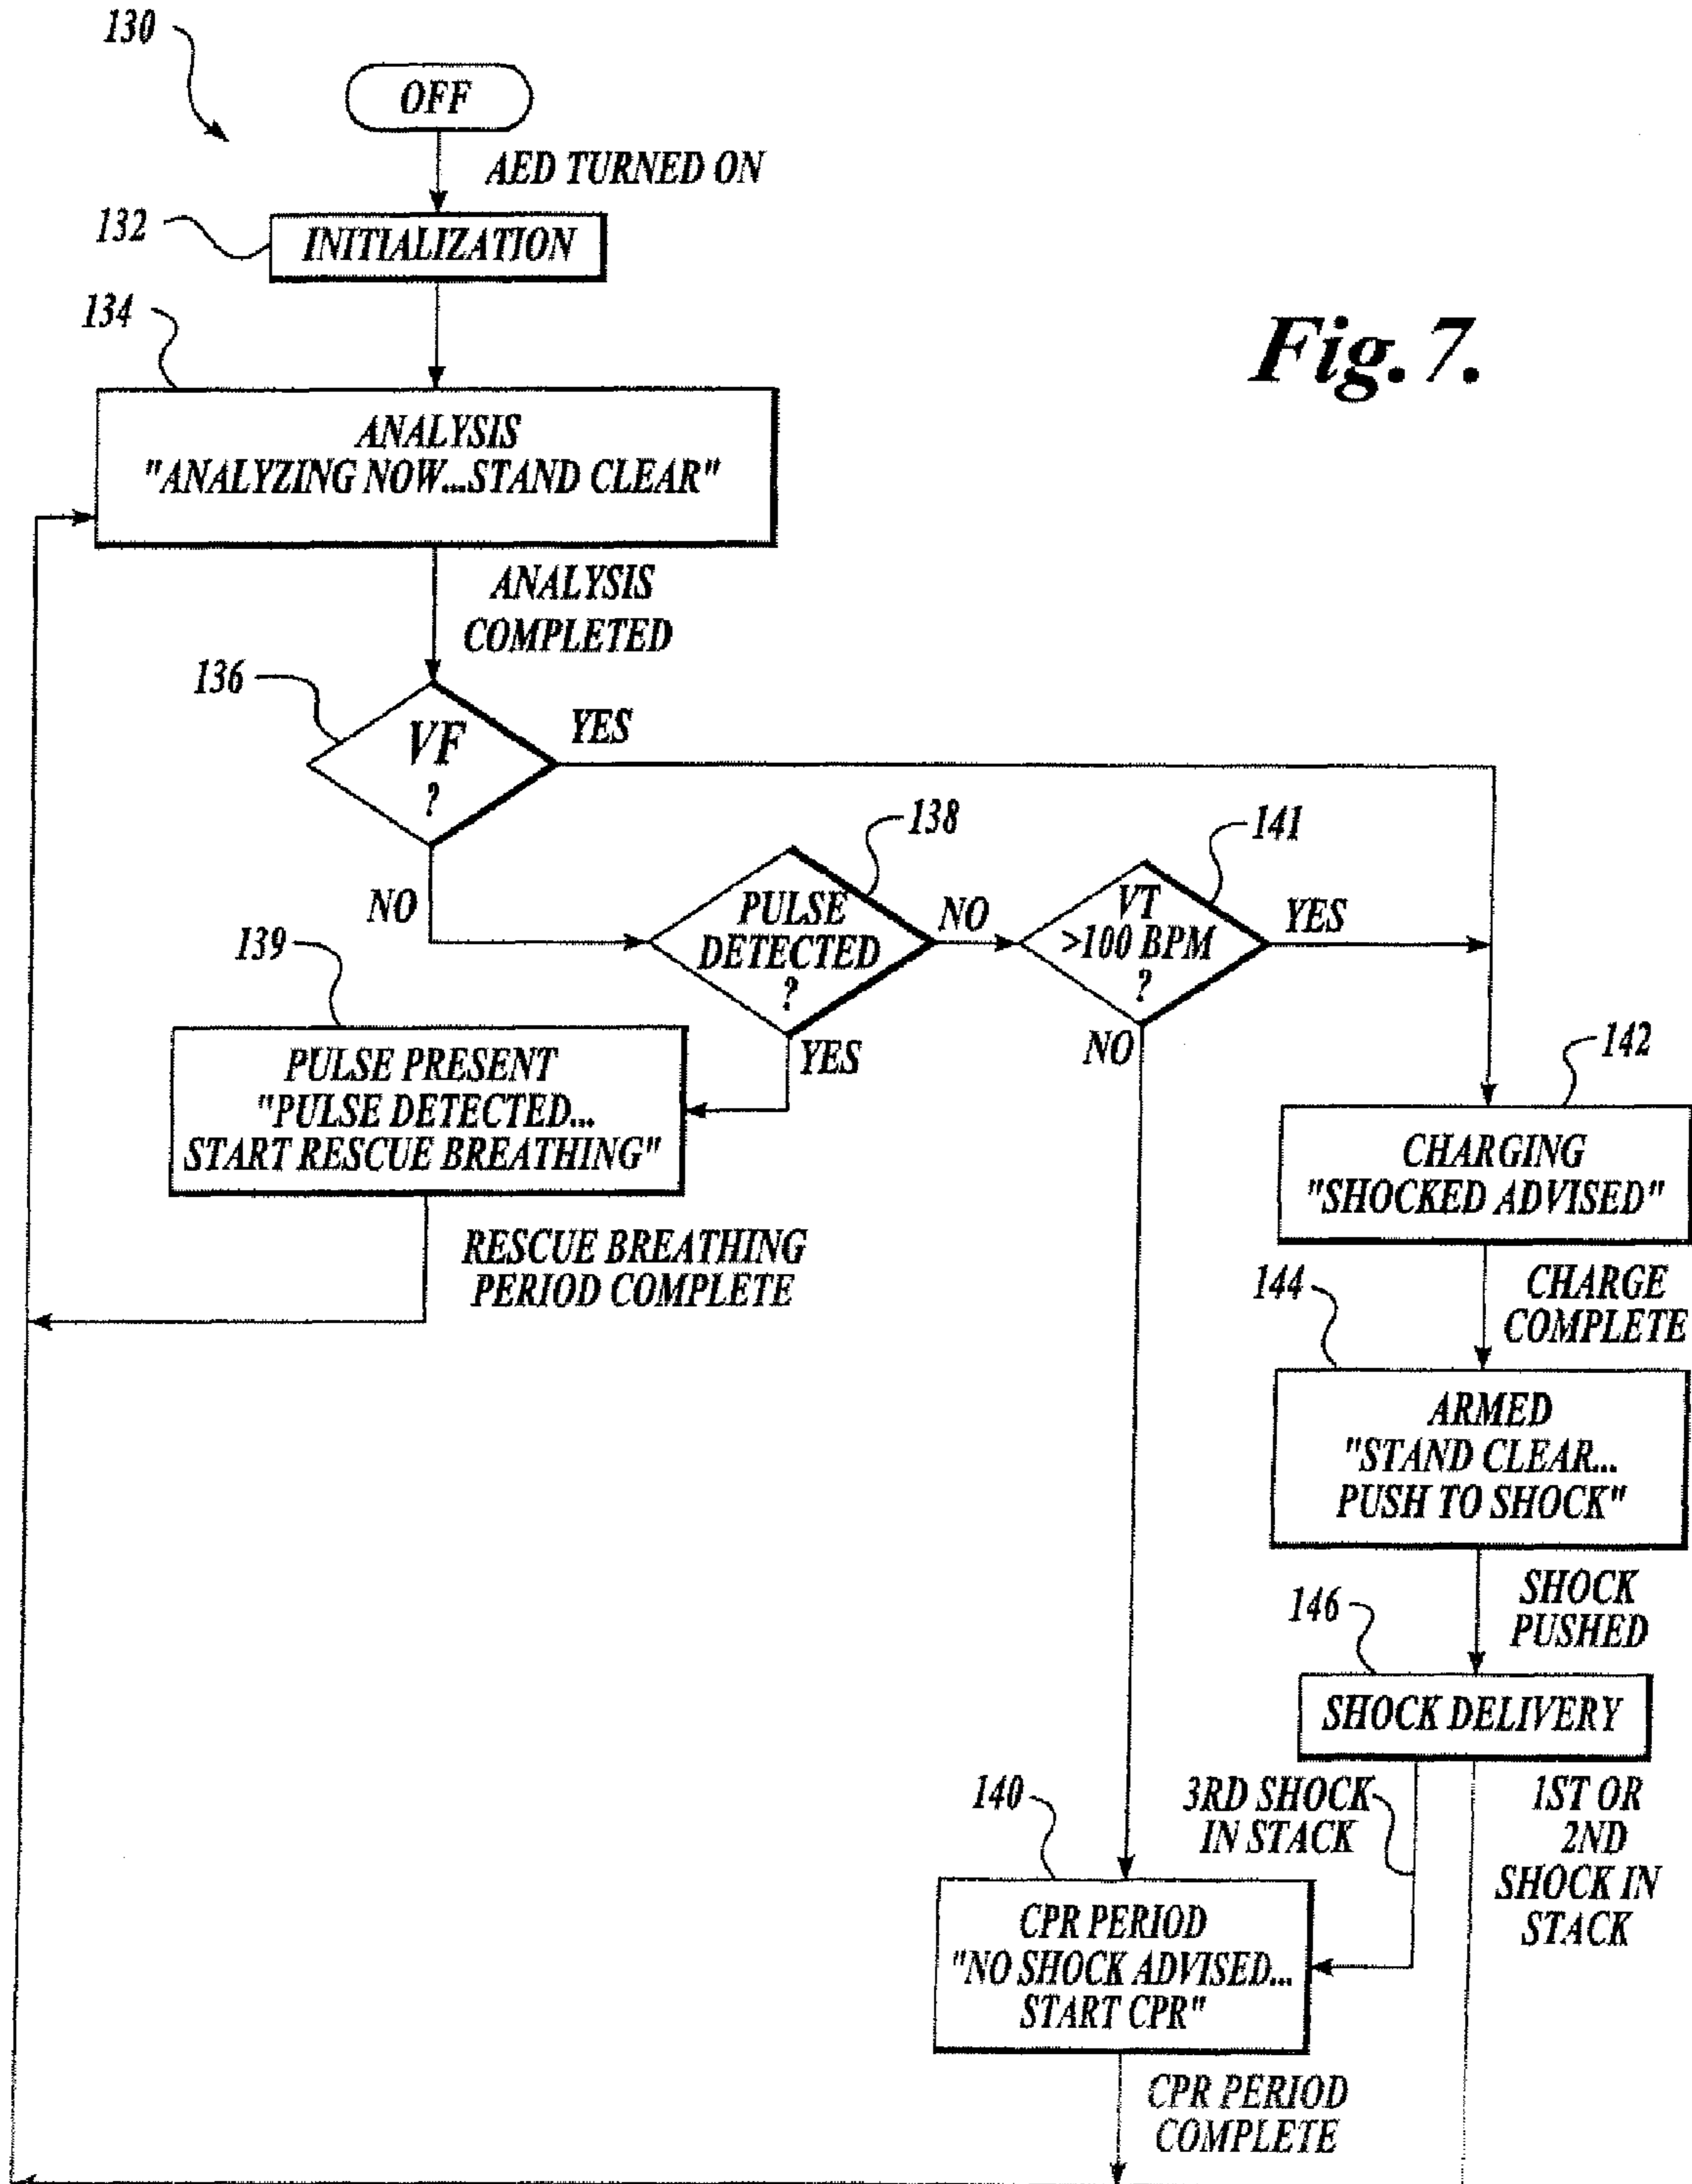 130
OFF
AED TURNED ON
132
INITIALIZATION
134
Fig. 7.
ANALYSIS
"ANALYZING NOW...STAND CLEAR"
ANALYSIS
COMPLETED
136
VF
?
YES
NO
138
PULSE
DETECTED
?
NO
141
VT
>100 BPM
?
YES
139
PULSE PRESENT
"PULSE DETECTED...
START RESCUE BREATHING"
YES
NO
142
CHARGING
"SHOCKED ADVISED"
RESCUE BREATHING
PERIOD COMPLETE
CHARGE
COMPLETE
144
ARMED
"STAND CLEAR...
PUSH TO SHOCK"
SHOCK
PUSHED
146
SHOCK DELIVERY
3RD SHOCK
IN STACK
1ST OR
2ND
SHOCK IN
STACK
140
CPR PERIOD
"NO SHOCK ADVISED...
START CPR"
CPR PERIOD
COMPLETE